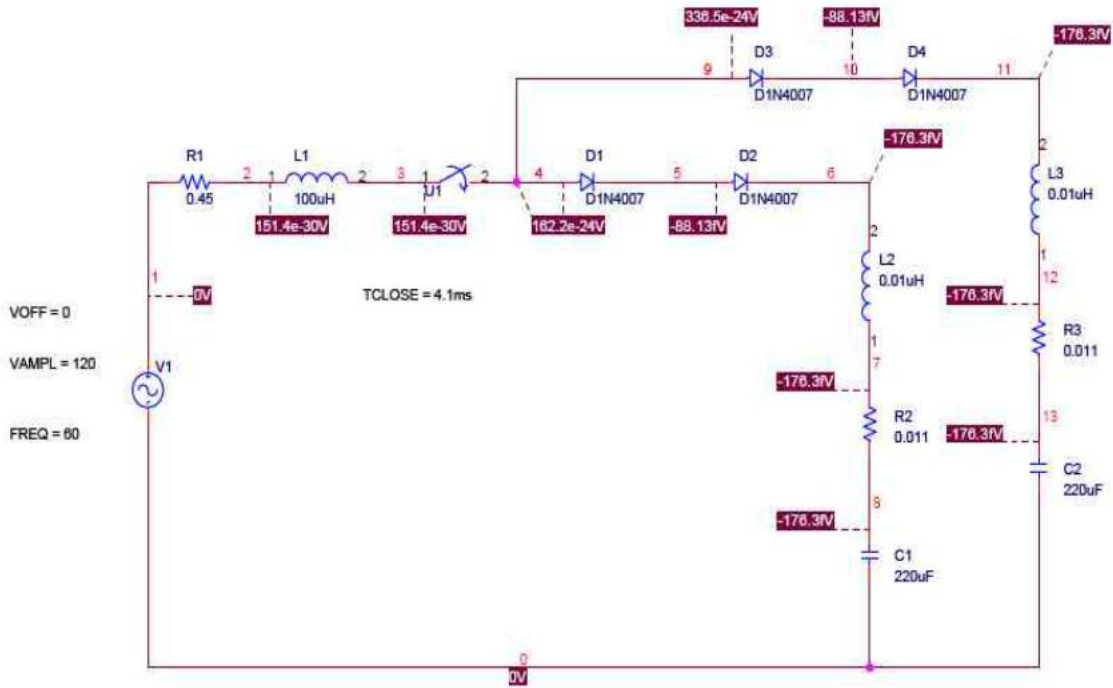 336.5e-24V
-88.13fV
-176.3fV
D3
D4
9
10
11
D1N4007
D1N4007
-176.3fV
R1
L1
D1
D2
2
L3
0.01uH
2
1
2
3
1
2
4
5
6
0.45
100uH
U1
D1N4007
D1N4007
151.4e-30V
151.4e-30V
162.2e-24V
-88.13fV
2
L2
0.01uH
1
12
1
0V
TCLOSE = 4.1ms
-176.3fV
VOFF = 0
R3
0.011
1
7
VAMPL = 120
V1
-176.3fV
R2
0.011
13
FREQ = 60
-176.3fV
C2
220uF
8
-176.3fV
C1
220uF
0
0V